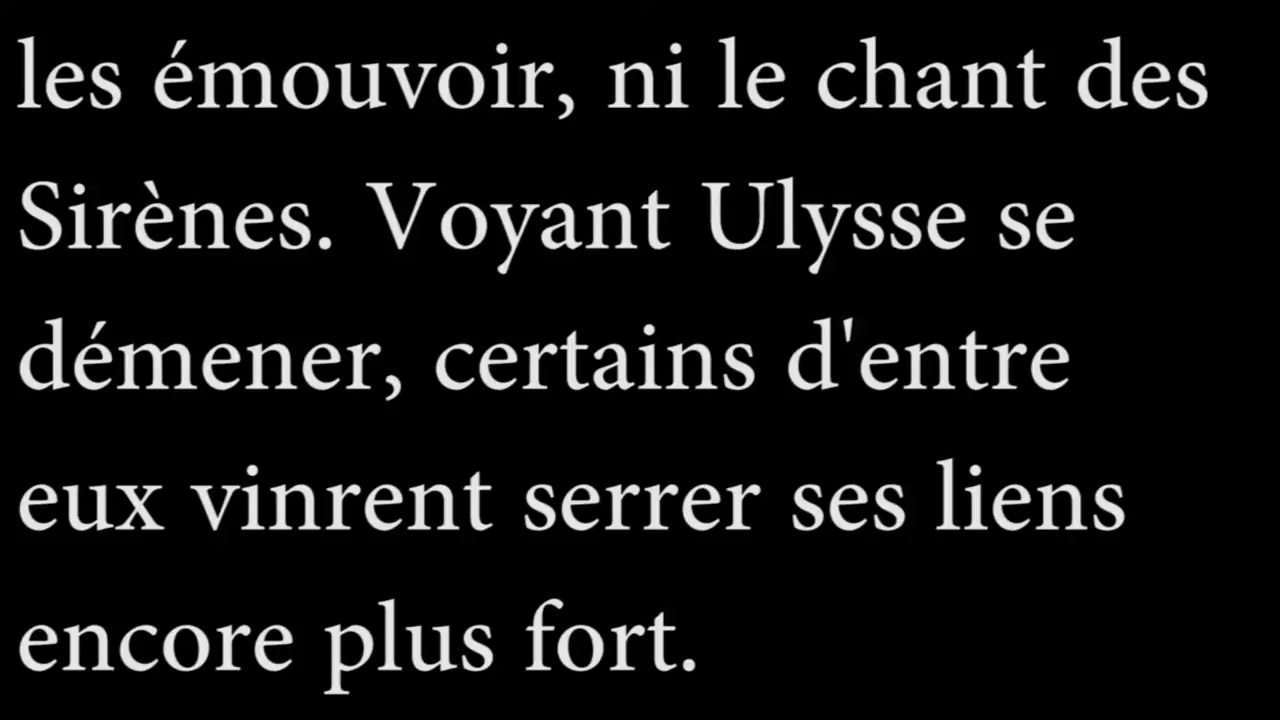 les émouvoir, ni le chant des
Sirènes. Voyant Ulysse se
démener, certains d'entre
eux vinrent serrer ses liens
encore plus fort.